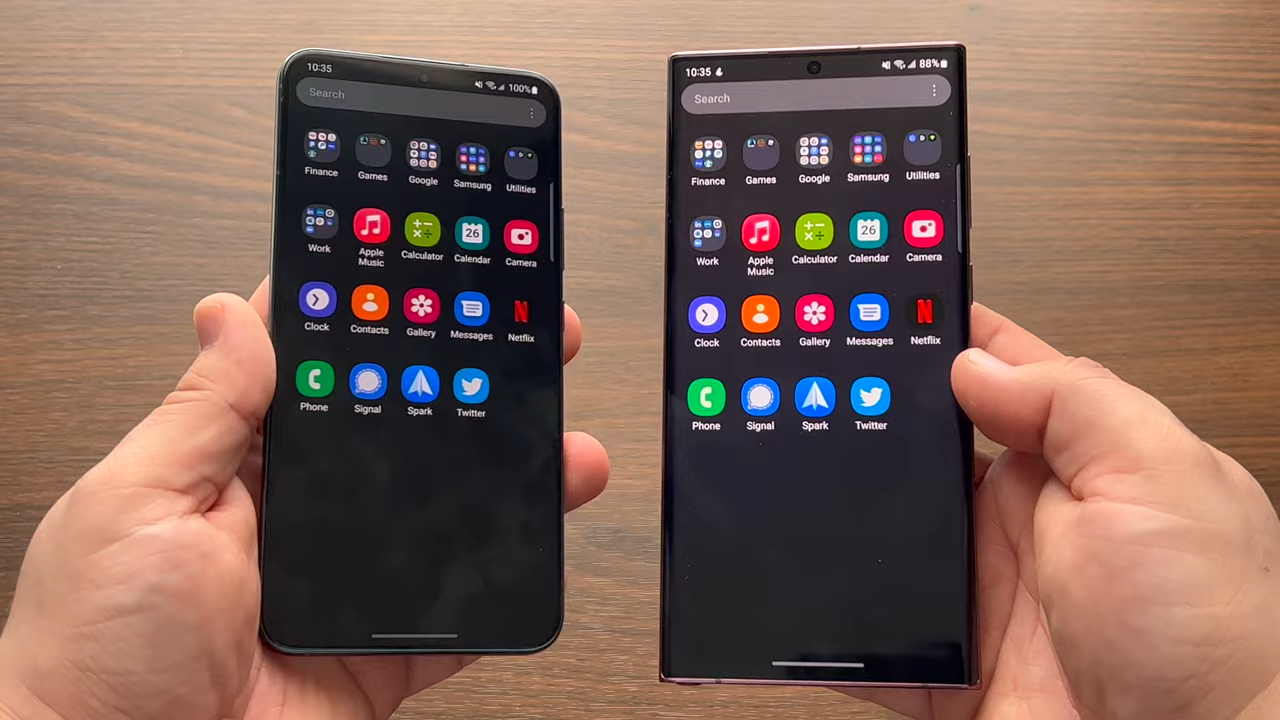 10:35
100%
Search
Finance
Games
Google
Samsung
Utilities
Work
Apple
Music
Calculator
26
Calendar
Camera
Clock
Contacts
Gallery
Messages
N
Netflix
Phone
Signal
Spark
Twitter
10:35
88%
Search
Finance
Games
Google
Samsung
Utilities
Work
Apple
Music
Calculator
26
Calendar
Camera
Clock
Contacts
Gallery
Messages
N
Netflix
Phone
Signal
Spark
Twitter